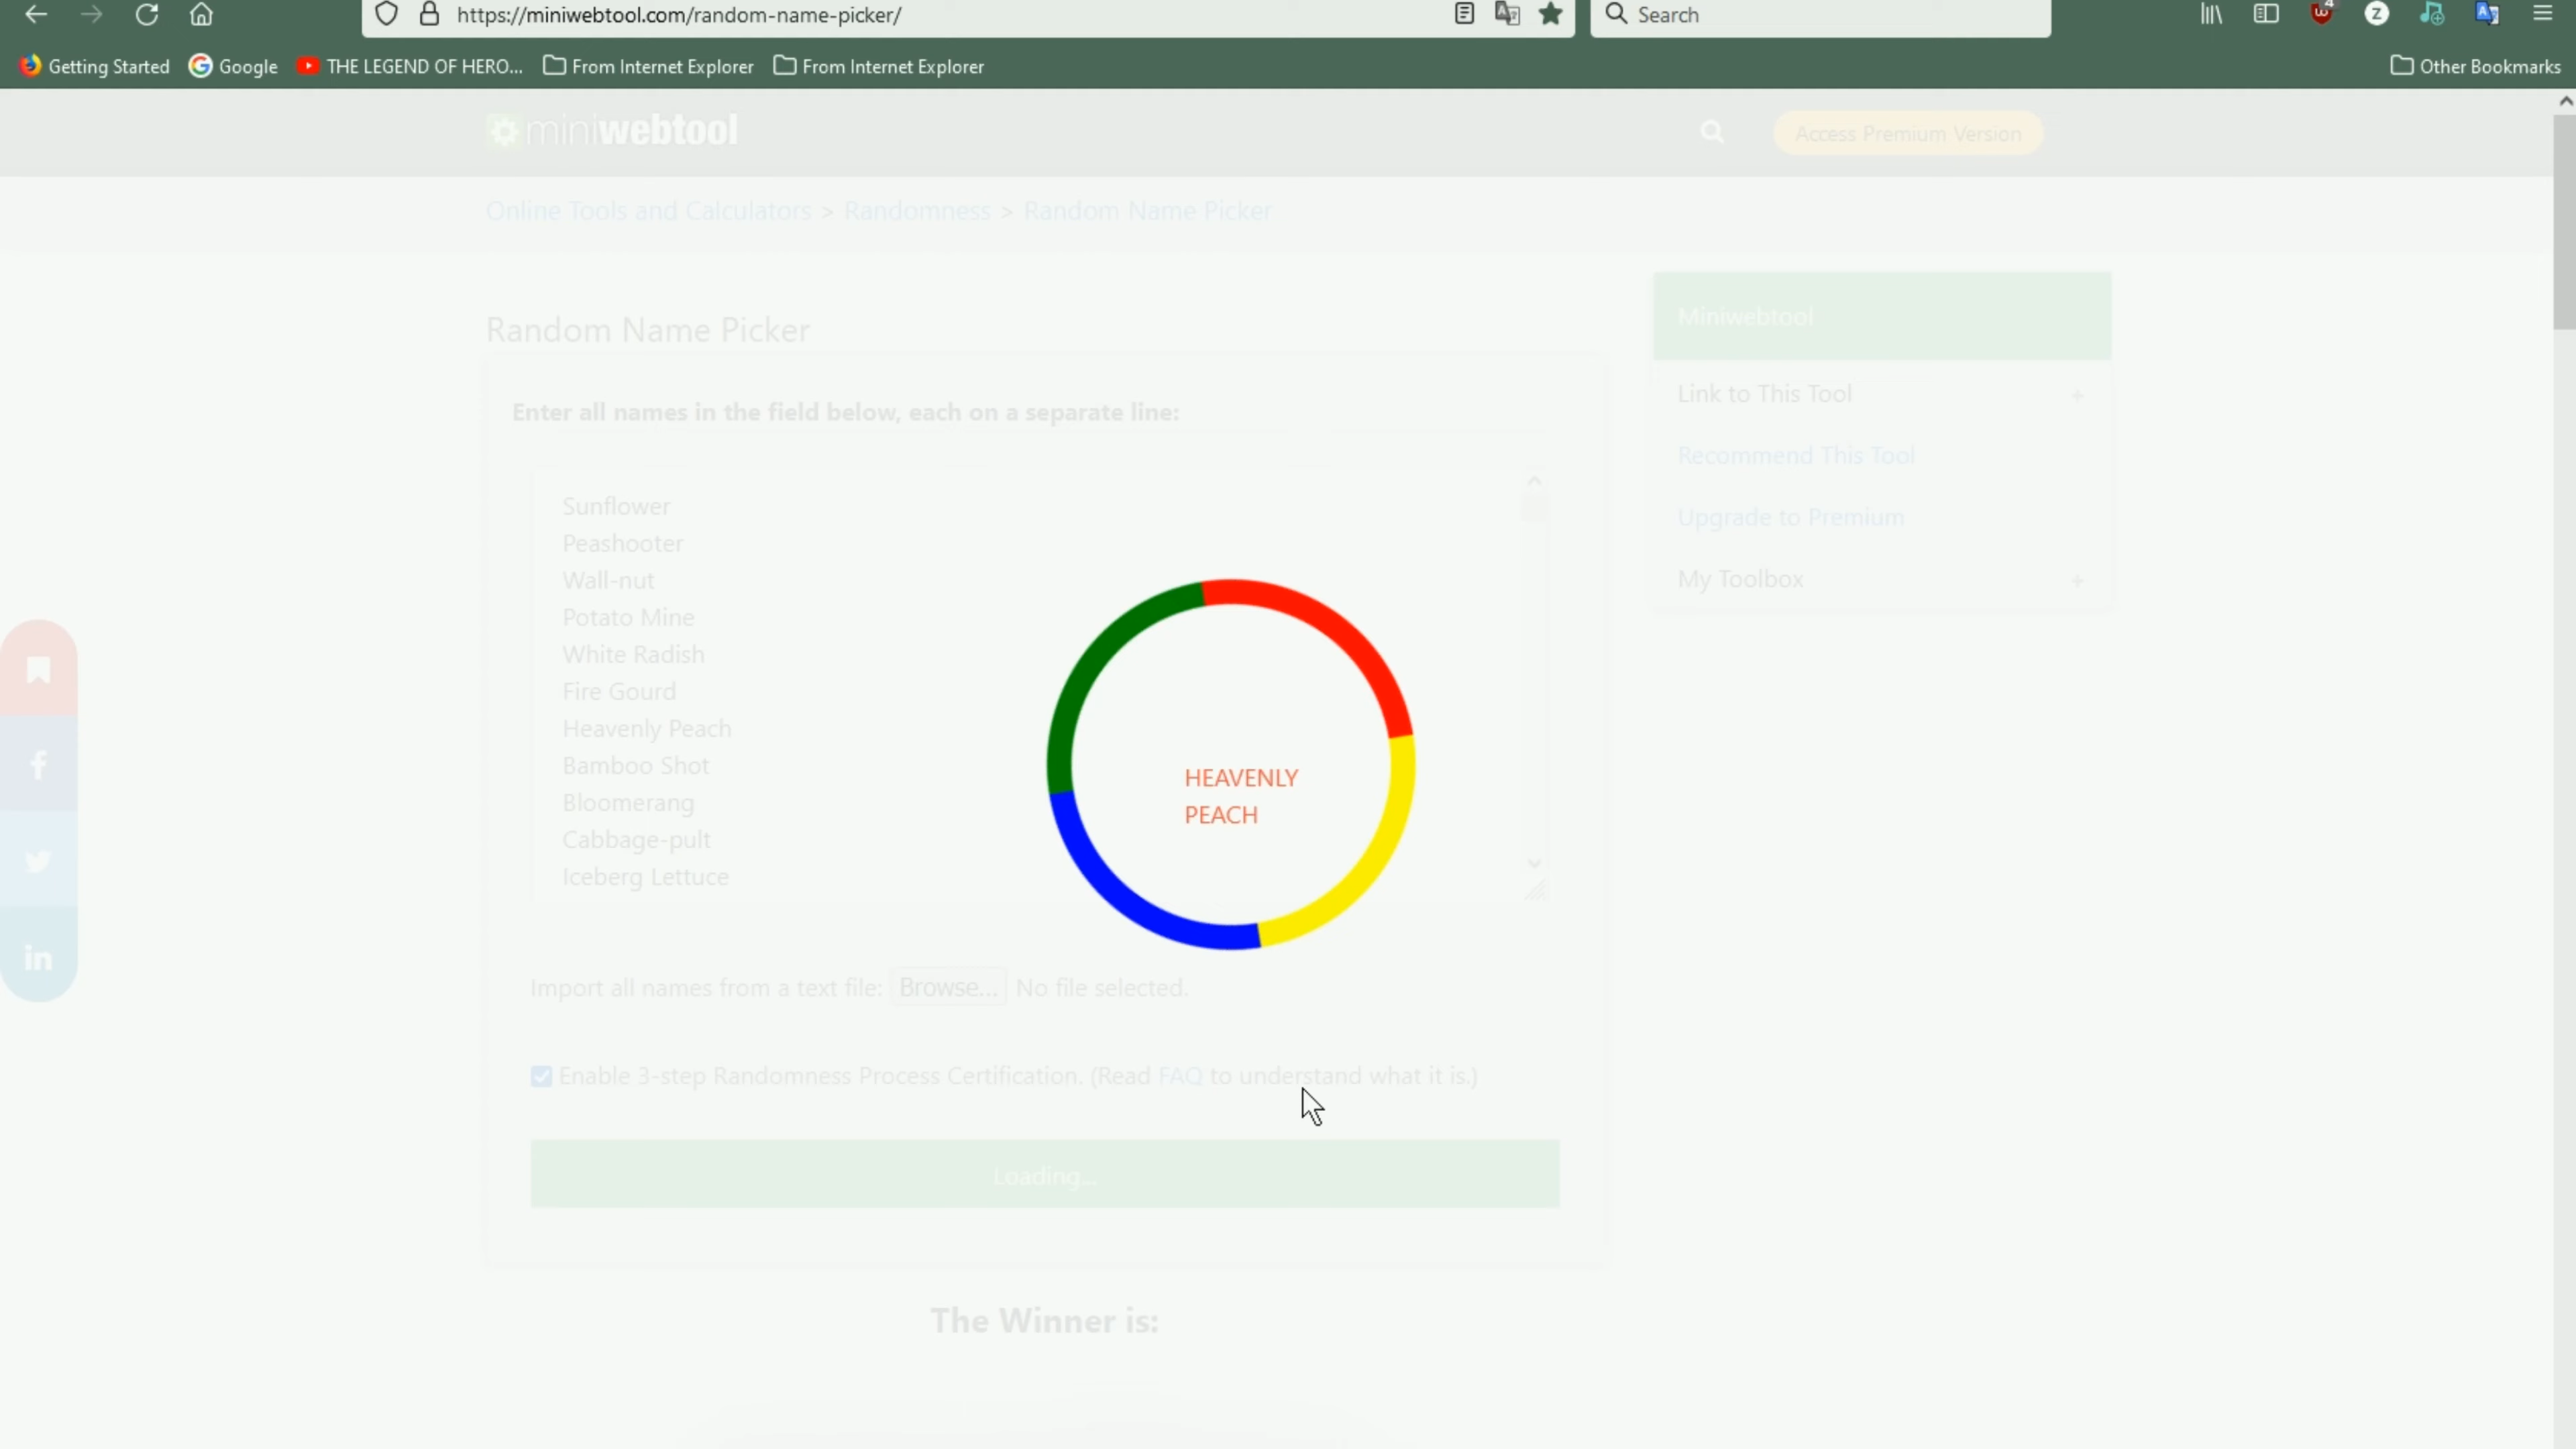 https://miniwebtool.com/random-name-picker/
Search
4
Z
Getting Started
Google
THE LEGEND OF HERO...
From Internet Explorer
From Internet Explorer
Other Bookmarks
miniwebtool
Access Premium Version
Online Tools and Calculators > Randomness > Random Name Picker
Random Name Picker
Enter all names in the field below, each on a separate line:
Sunflower
Peashooter
Wall-nut
Potato Mine
White Radish
Fire Gourd
Heavenly Peach
Bamboo Shot
Bloomerang
Cabbage-pult
Iceberg Lettuce
HEAVENLY
PEACH
Import all names from a text file: Browse... No file selected.
Enable 3-step Randomness Process Certification. (Read FAQ to understand what it is.)
Loading...
The Winner is:
Miniwebtool
Link to This Tool +
Recommend This Tool
Upgrade to Premium
My Toolbox +
f
in